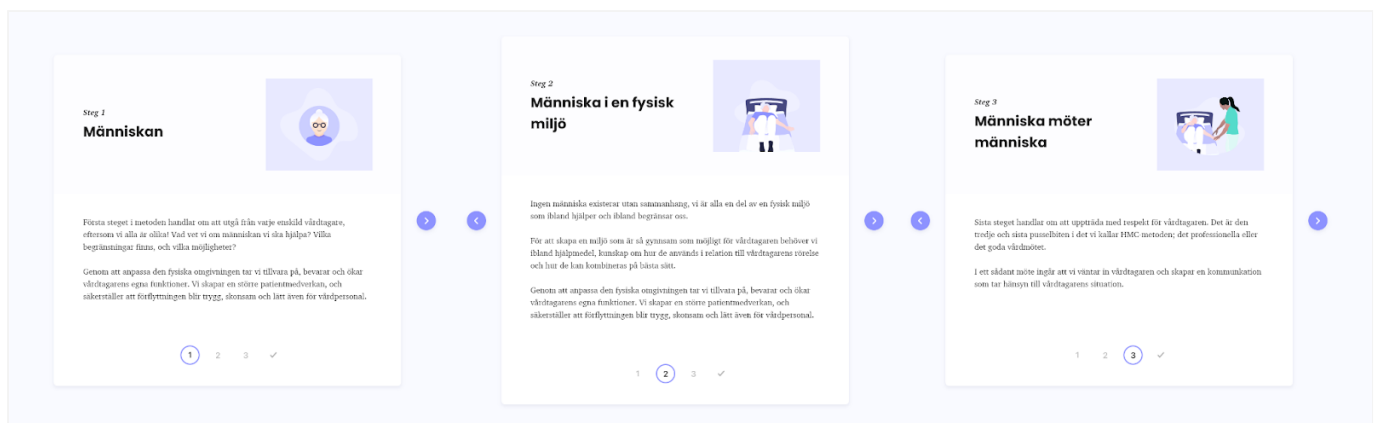 Steg 1
Människan
Första steget i metoden handlar om att utgå från varje enskild vårdtagare,
eftersom vi alla är olika! Vad vet vi om människan vi ska hjälpa? Vilka
begränsningar finns, och vilka möjligheter?
Genom att anpassa den fysiska omgivningen tar vi tillvara på, bevarar och ökar
vårdtagarens egna funktioner. Vi skapar en större patientmedverkan, och
säkerställer att förflyttningen blir trygg, skonsam och lätt även för vårdpersonal.
1 2 3
Steg 2
Människa i en fysisk
miljö
Ingen människa existerar utan sammanhang, vi är alla en del av en fysisk miljö
som ibland hjälper och ibland begränsar oss.
För att skapa en miljö som är så gynnsam som möjligt för vårdtagaren behöver vi
ibland hjälpmedel, kunskap om hur de används i relation till vårdtagarens rörelse
och hur de kan kombineras på bästa sätt.
Genom att anpassa den fysiska omgivningen tar vi tillvara på, bevarar och ökar
vårdtagarens egna funktioner. Vi skapar en större patientmedverkan, och
säkerställer att förflyttningen blir trygg, skonsam och lätt även för vårdpersonal.
1 2 3
Steg 3
Människa möter
människa
Sista steget handlar om att uppträda med respekt för vårdtagaren. Det är den
tredje och sista pusselbiten i det vi kallar HMC metoden; det professionella eller
det goda vårdmötet.
I ett sådant möte ingår att vi väntar in vårdtagaren och skapar en kommunkation
som tar hänsyn till vårdtagarens situation.
1 2 3